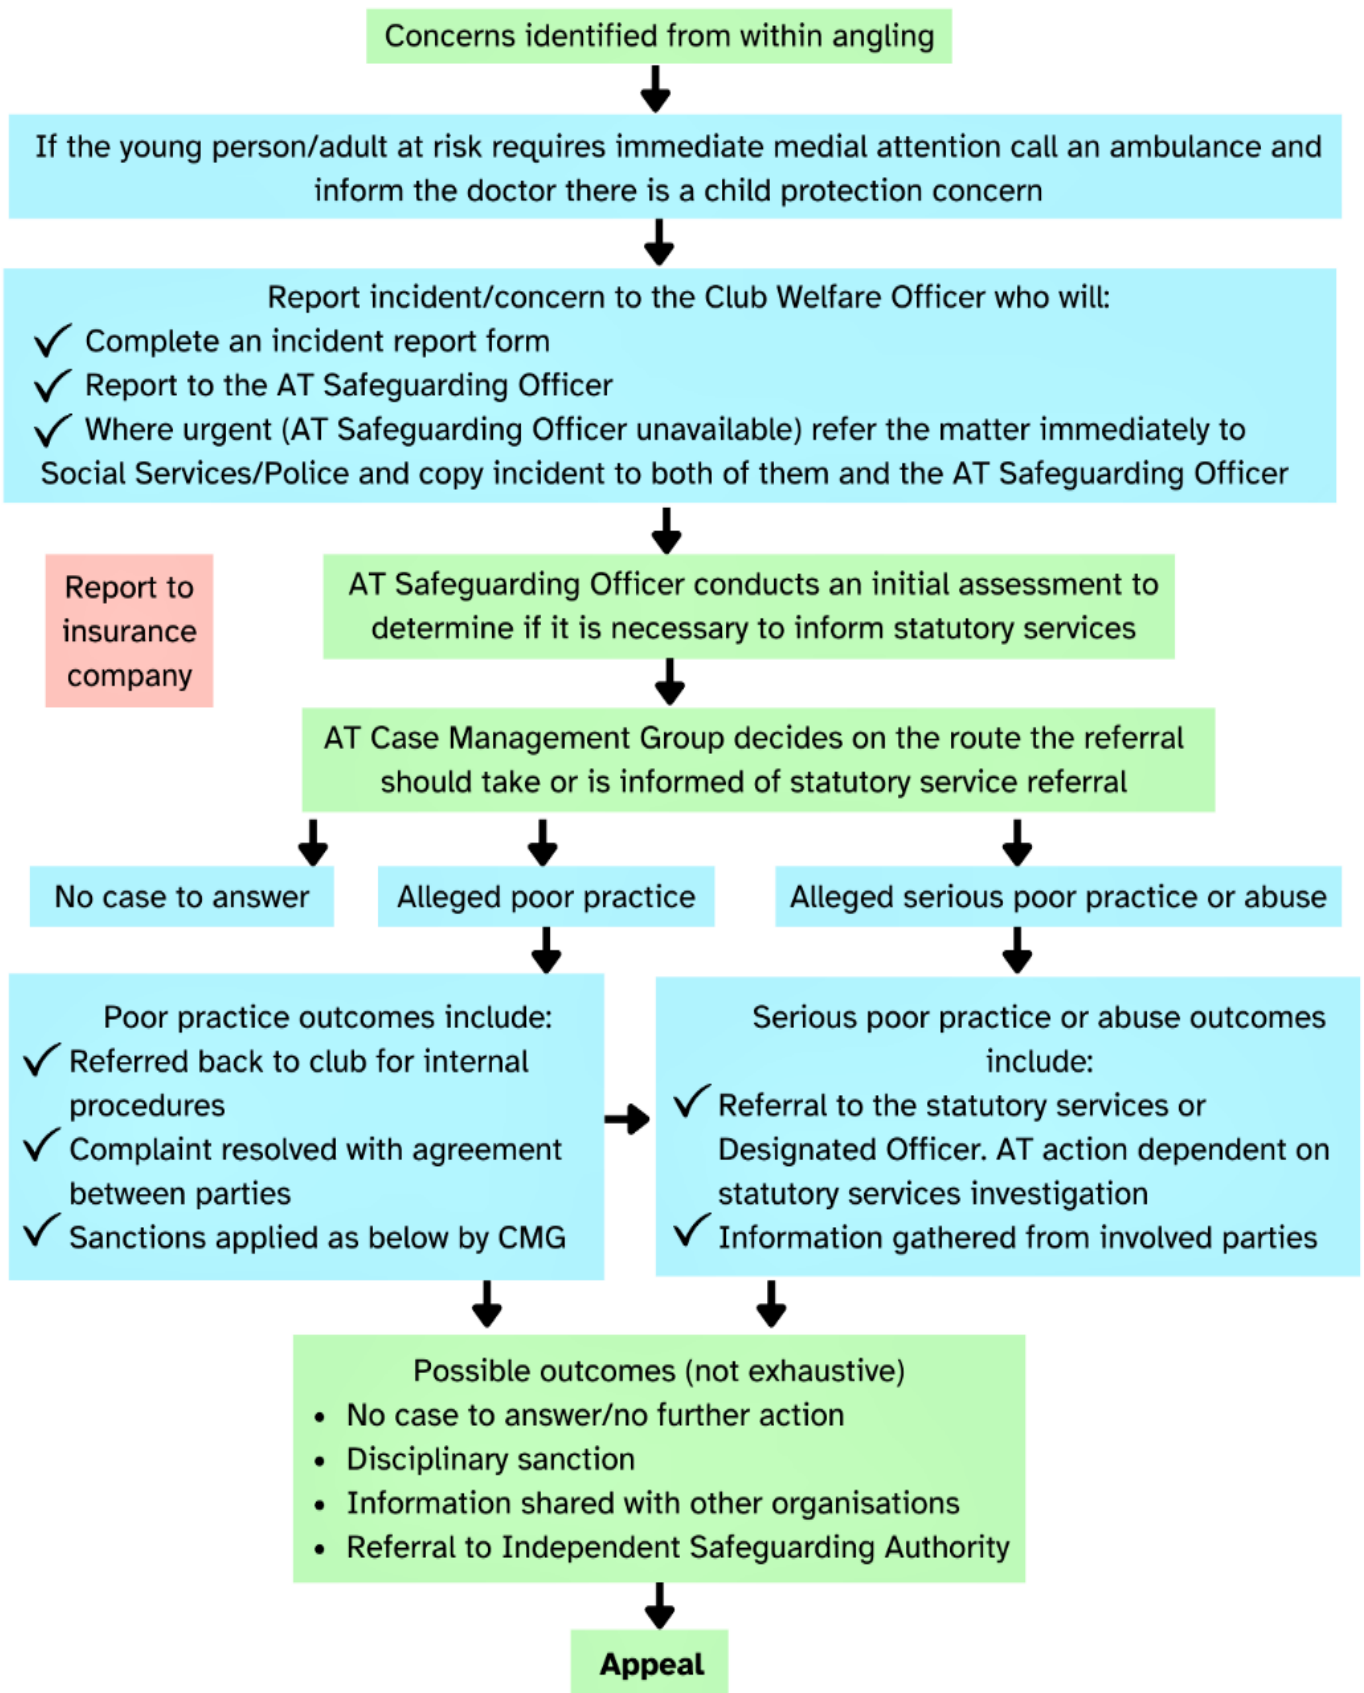 Concerns identified from within angling
If the young person/adult at risk requires immediate medial attention call an ambulance and
inform the doctor there is a child protection concern
Report incident/concern to the Club Welfare Officer who will:
✓ Complete an incident report form
✓ Report to the AT Safeguarding Officer
✓ Where urgent (AT Safeguarding Officer unavailable) refer the matter immediately to
Social Services/Police and copy incident to both of them and the AT Safeguarding Officer
Report to
insurance
company
AT Safeguarding Officer conducts an initial assessment to
determine if it is necessary to inform statutory services
AT Case Management Group decides on the route the referral
should take or is informed of statutory service referral
No case to answer
Alleged poor practice
Alleged serious poor practice or abuse
Poor practice outcomes include:
✓ Referred back to club for internal
procedures
✓ Complaint resolved with agreement
between parties
✓ Sanctions applied as below by CMG
Serious poor practice or abuse outcomes
include:
✓ Referral to the statutory services or
Designated Officer. AT action dependent on
statutory services investigation
✓ Information gathered from involved parties
Possible outcomes (not exhaustive)
• No case to answer/no further action
• Disciplinary sanction
• Information shared with other organisations
• Referral to Independent Safeguarding Authority
Appeal